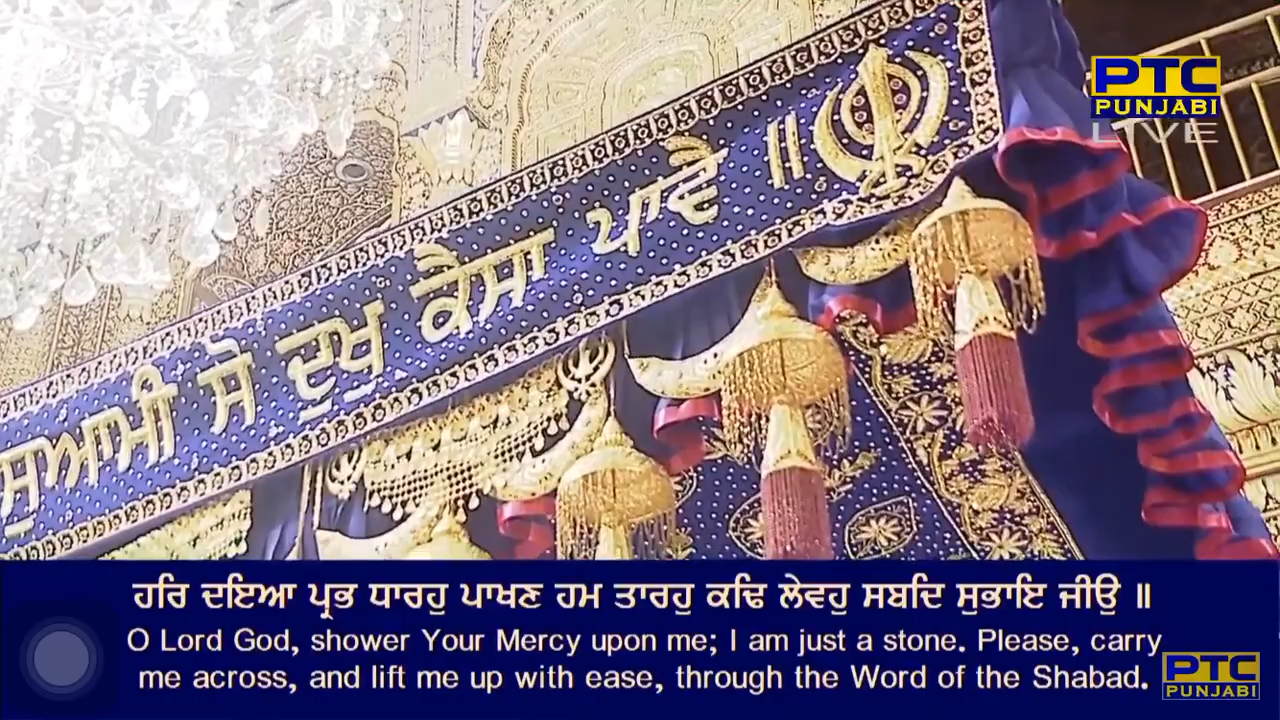 PTC
PUNJABI
LIVE
ਸੁਆਮੀ ਸੋ ਦੁਖੁ ਕੈਸਾ ਪਾਵੈ ॥
ਹਰਿ ਦਇਆ ਪ੍ਰਭ ਧਾਰਹੁ ਪਾਖਣ ਹਮ ਤਾਰਹੁ ਕਢਿ ਲੇਵਹੁ ਸਬਦਿ ਸੁਭਾਇ ਜੀਉ ॥
O Lord God, shower Your Mercy upon me; I am just a stone. Please, carry
me across, and lift me up with ease, through the Word of the Shabad.
PTC
PUNJABI